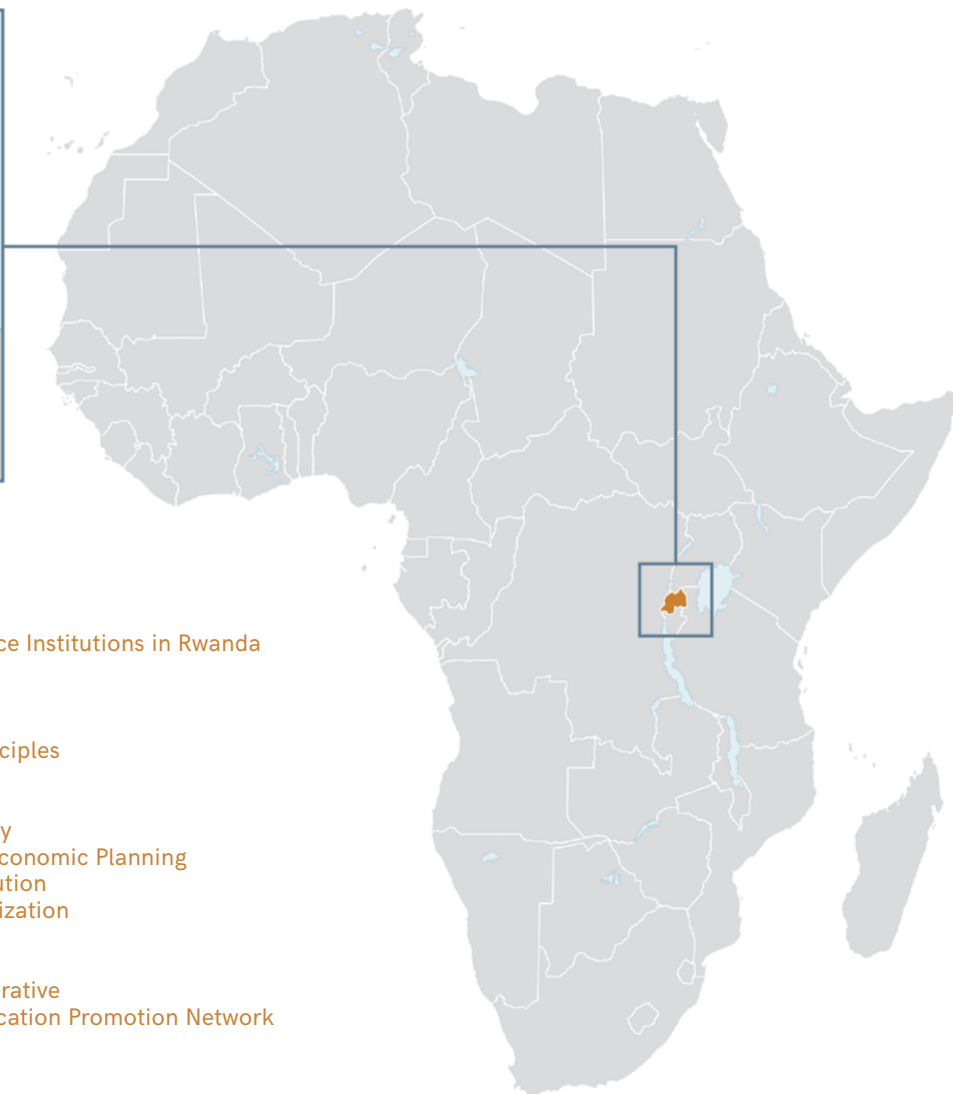 ce Institutions in Rwanda
ciples
y
conomic Planning
ution
ization
rative
cation Promotion Network